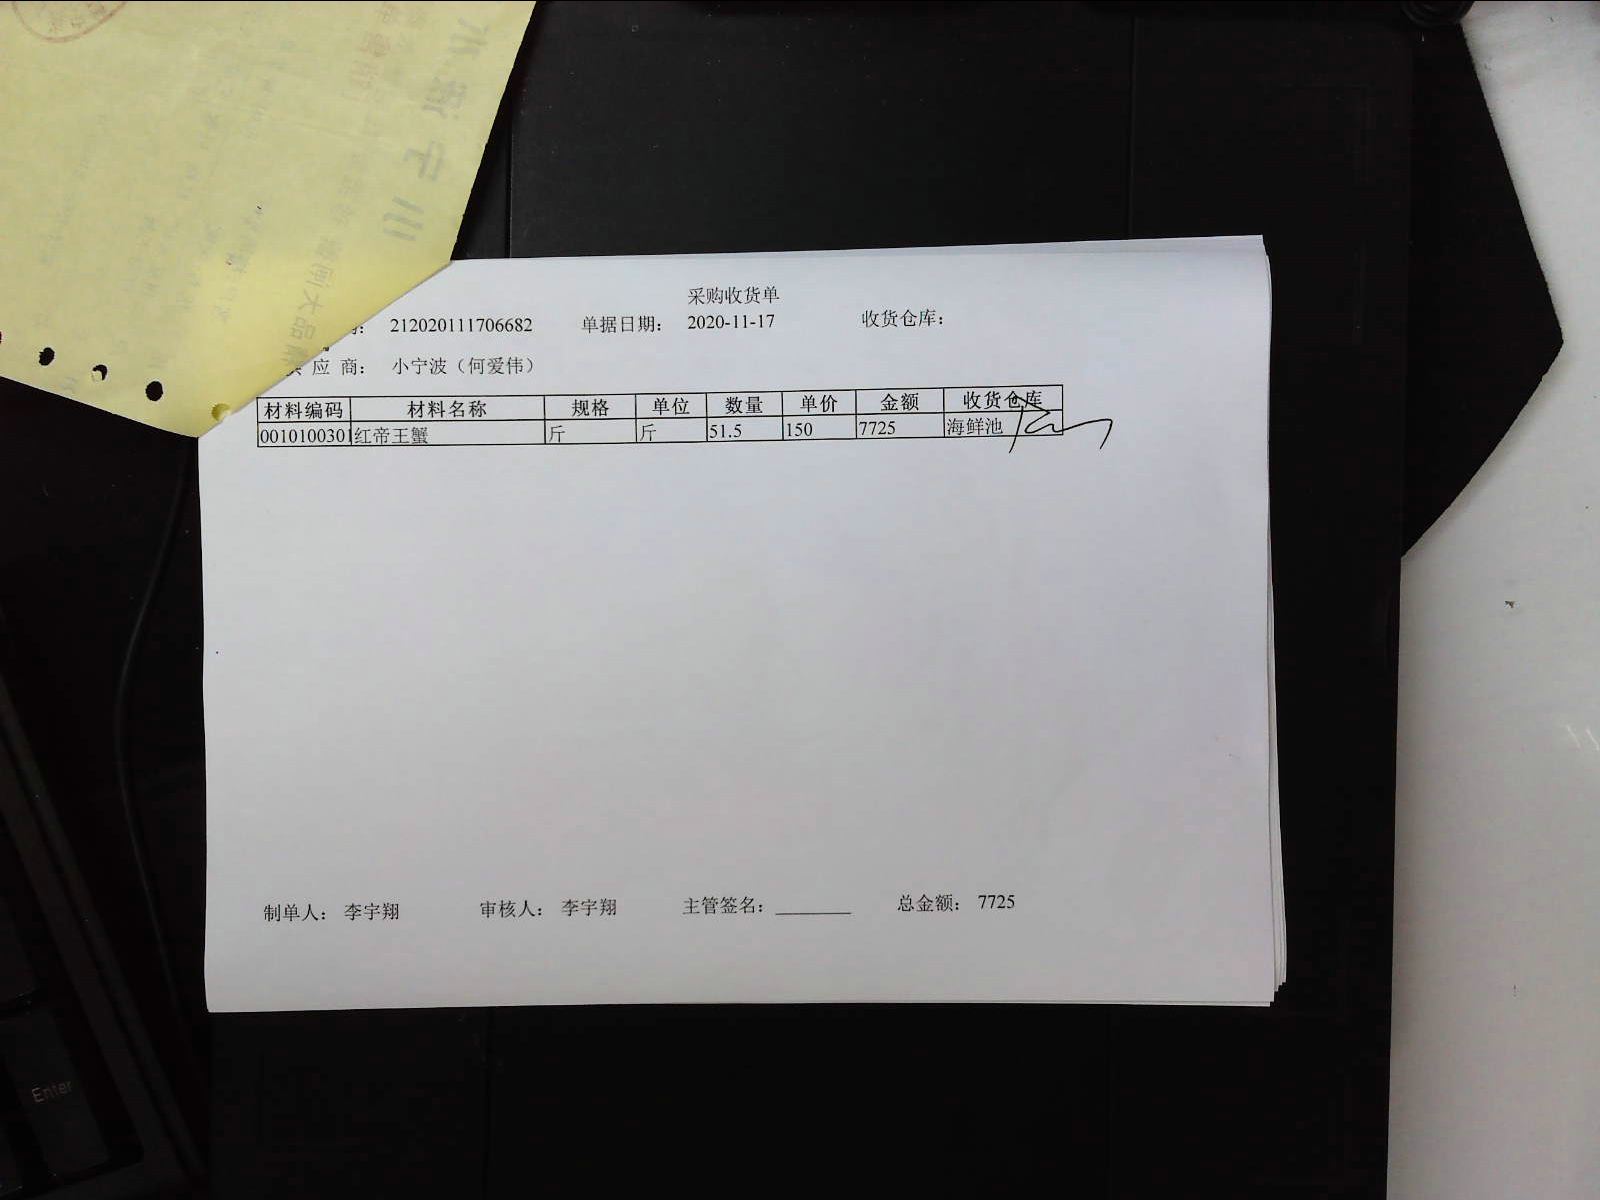 采购收货单
212020111706682 单据日期： 2020-11-17 收货仓库：
应 商： 小宁波（何爱伟）
材料编码 材料名称 规格 单位 数量 单价 金额 收货仓库
0010100301 红帝王蟹 斤 斤 51.5 150 7725 海鲜池
制单人： 李宇翔 审核人： 李宇翔 主管签名： ________ 总金额： 7725
Enter